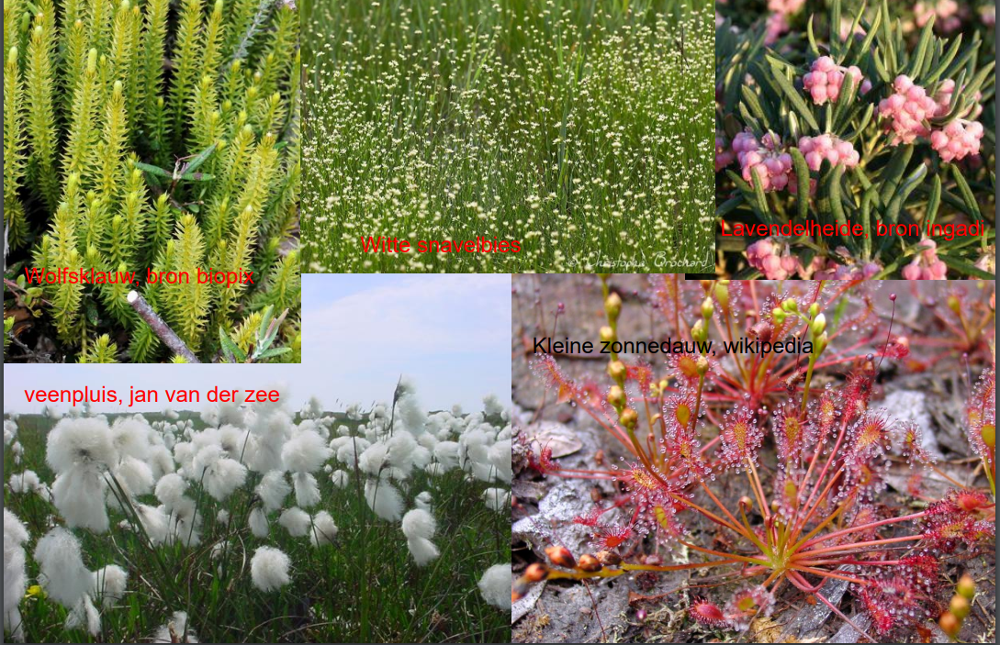 Lavendelheide, bron ingadi
Witte snavelbies
© Christophe Brochard
Wolfsklauw, bron biopix
Kleine zonnedauw, wikipedia
veenpluis, jan van der zee